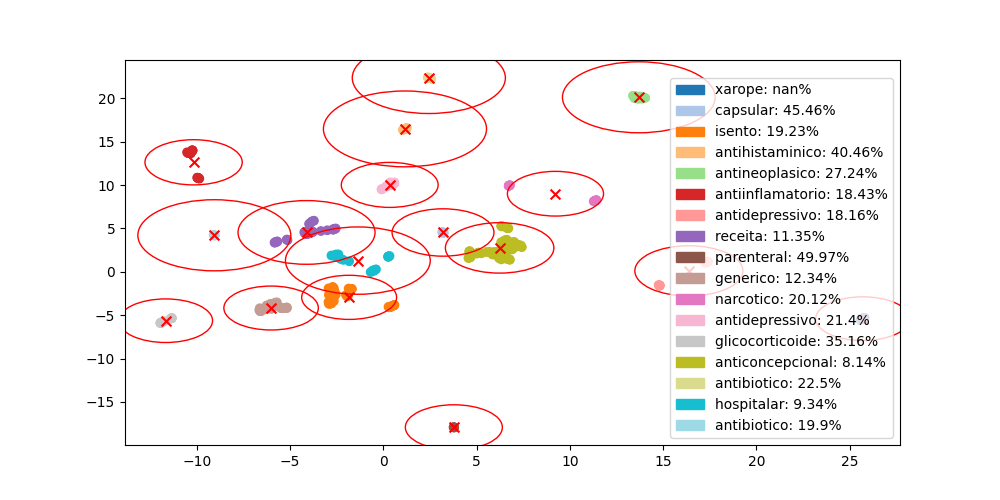 20
15
10
5
0
−5
−10
−15
−10
−5
0
5
10
15
20
25
xarope: nan%
capsular: 45.46%
isento: 19.23%
antihistaminico: 40.46%
antineoplasico: 27.24%
antiinflamatorio: 18.43%
antidepressivo: 18.16%
receita: 11.35%
parenteral: 49.97%
generico: 12.34%
narcotico: 20.12%
antidepressivo: 21.4%
glicocorticoide: 35.16%
anticoncepcional: 8.14%
antibiotico: 22.5%
hospitalar: 9.34%
antibiotico: 19.9%